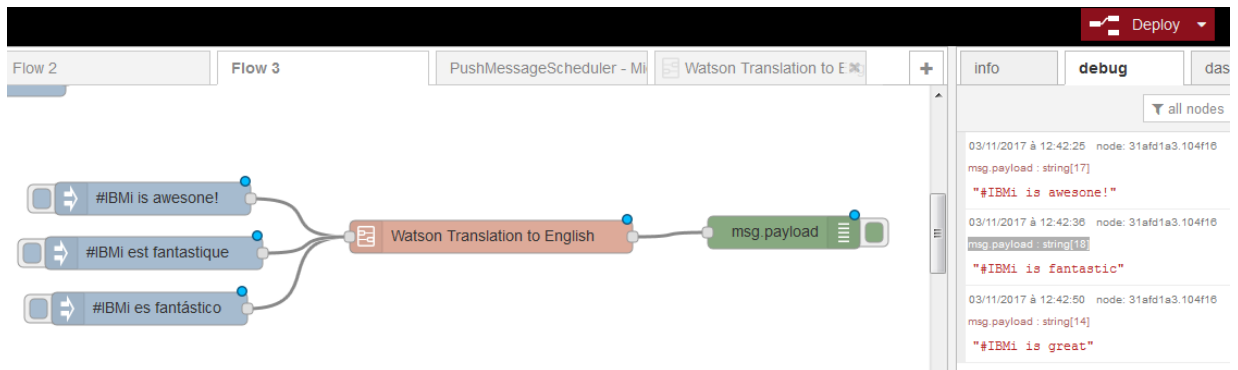 Deploy
Flow 2
Flow 3
PushMessageScheduler - Mi
Watson Translation to E
info
debug
das
all nodes
#IBMi is awesone!
#IBMi est fantastique
#IBMi es fantástico
Watson Translation to English
msg.payload
03/11/2017 à 12:42:25 node: 31afd1a3.104f16
msg.payload : string[17]
"#IBMi is awesone!"
03/11/2017 à 12:42:36 node: 31afd1a3.104f16
msg.payload : string[18]
"#IBMi is fantastic"
03/11/2017 à 12:42:50 node: 31afd1a3.104f16
msg.payload : string[14]
"#IBMi is great"